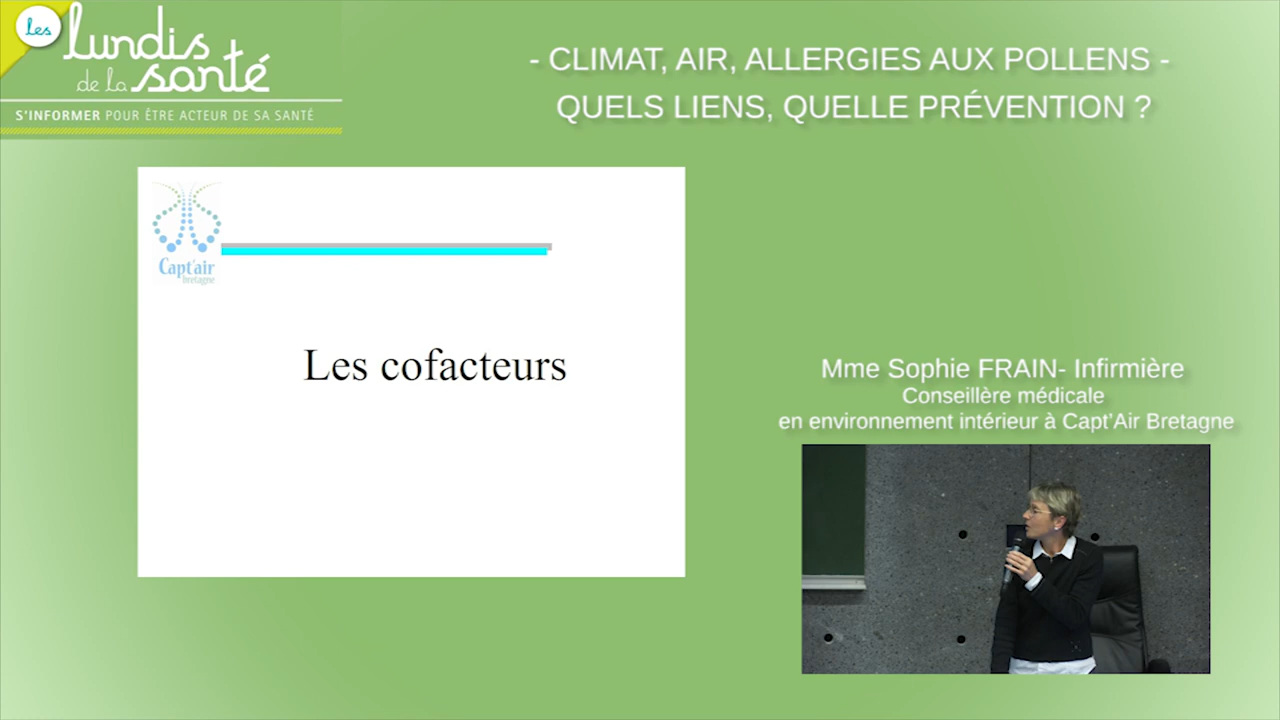 Les
lundis
de la santé
S'INFORMER POUR ÊTRE ACTEUR DE SA SANTÉ
- CLIMAT, AIR, ALLERGIES AUX POLLENS -
QUELS LIENS, QUELLE PRÉVENTION ?
Capt'air
bretagne
Les cofacteurs
Mme Sophie FRAIN- Infirmière
Conseillère médicale
en environnement intérieur à Capt'Air Bretagne